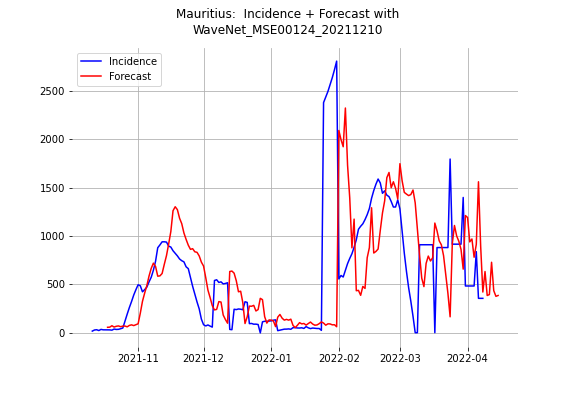 Mauritius:  Incidence + Forecast with
WaveNet_MSE00124_20211210
Incidence
Forecast
2500
2000
1500
1000
500
0
2021-11 2021-12 2022-01 2022-02 2022-03 2022-04